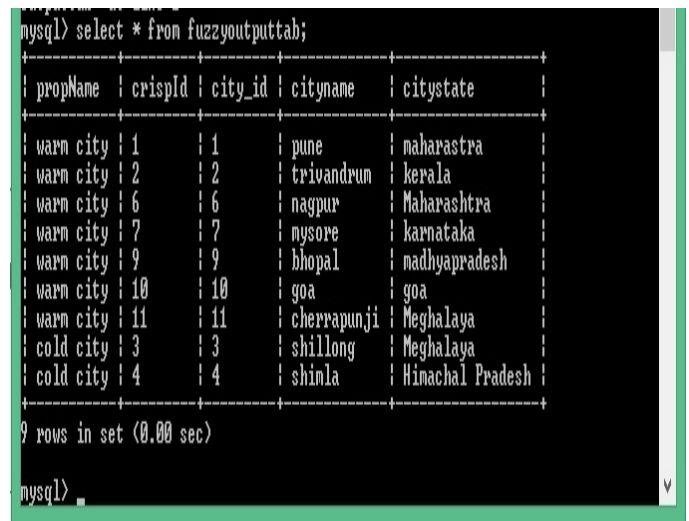 mysql> select * from fuzzyoutputtab;
+-----------+---------+---------+-------------+------------------+
| propName | crispId | city_id | cityname | citystate |
+-----------+---------+---------+-------------+------------------+
| warm city | 1 | 1 | pune | maharastra |
| warm city | 2 | 2 | trivandrum | kerala |
| warm city | 6 | 6 | nagpur | Maharashtra |
| warm city | 7 | 7 | mysore | karnataka |
| warm city | 9 | 9 | bhopal | madhyapradesh |
| warm city | 10 | 10 | goa | goa |
| warm city | 11 | 11 | cherrapunji | Meghalaya |
| cold city | 3 | 3 | shillong | Meghalaya |
| cold city | 4 | 4 | shimla | Himachal Pradesh |
+-----------+---------+---------+-------------+------------------+
9 rows in set (0.00 sec)
mysql> _